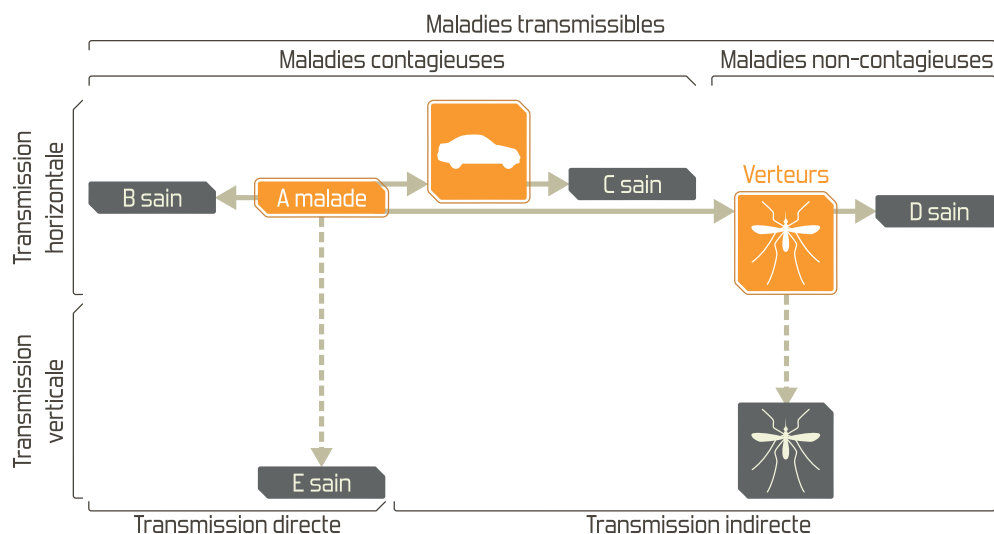 Maladies transmissibles
Maladies contagieuses
Maladies non-contagieuses
Transmission
horizontale
B sain
A malade
C sain
Verteurs
D sain
Transmission
verticale
E sain
Transmission directe
Transmission indirecte